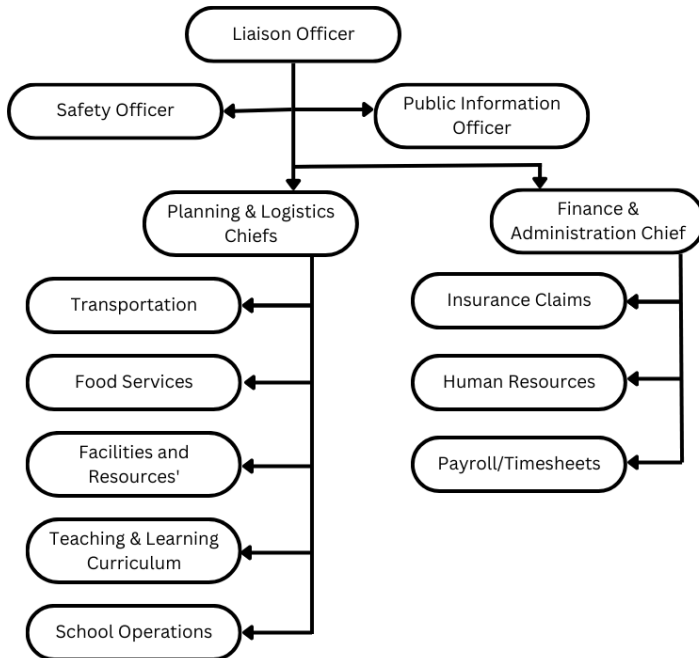 Liaison Officer
Safety Officer
Public Information
Officer
Planning & Logistics
Chiefs
Finance &
Administration Chief
Transportation
Food Services
Facilities and
Resources'
Teaching & Learning
Curriculum
School Operations
Insurance Claims
Human Resources
Payroll/Timesheets